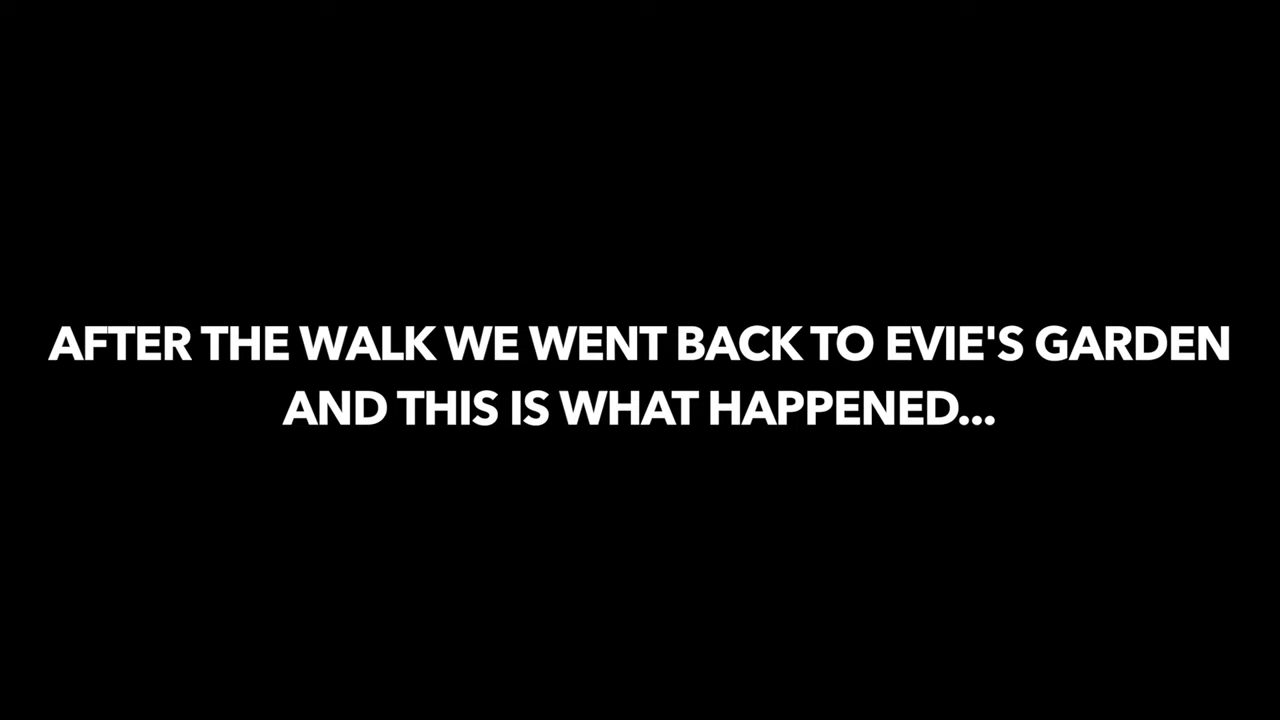 AFTER THE WALK WE WENT BACK TO EVIE'S GARDEN
AND THIS IS WHAT HAPPENED...